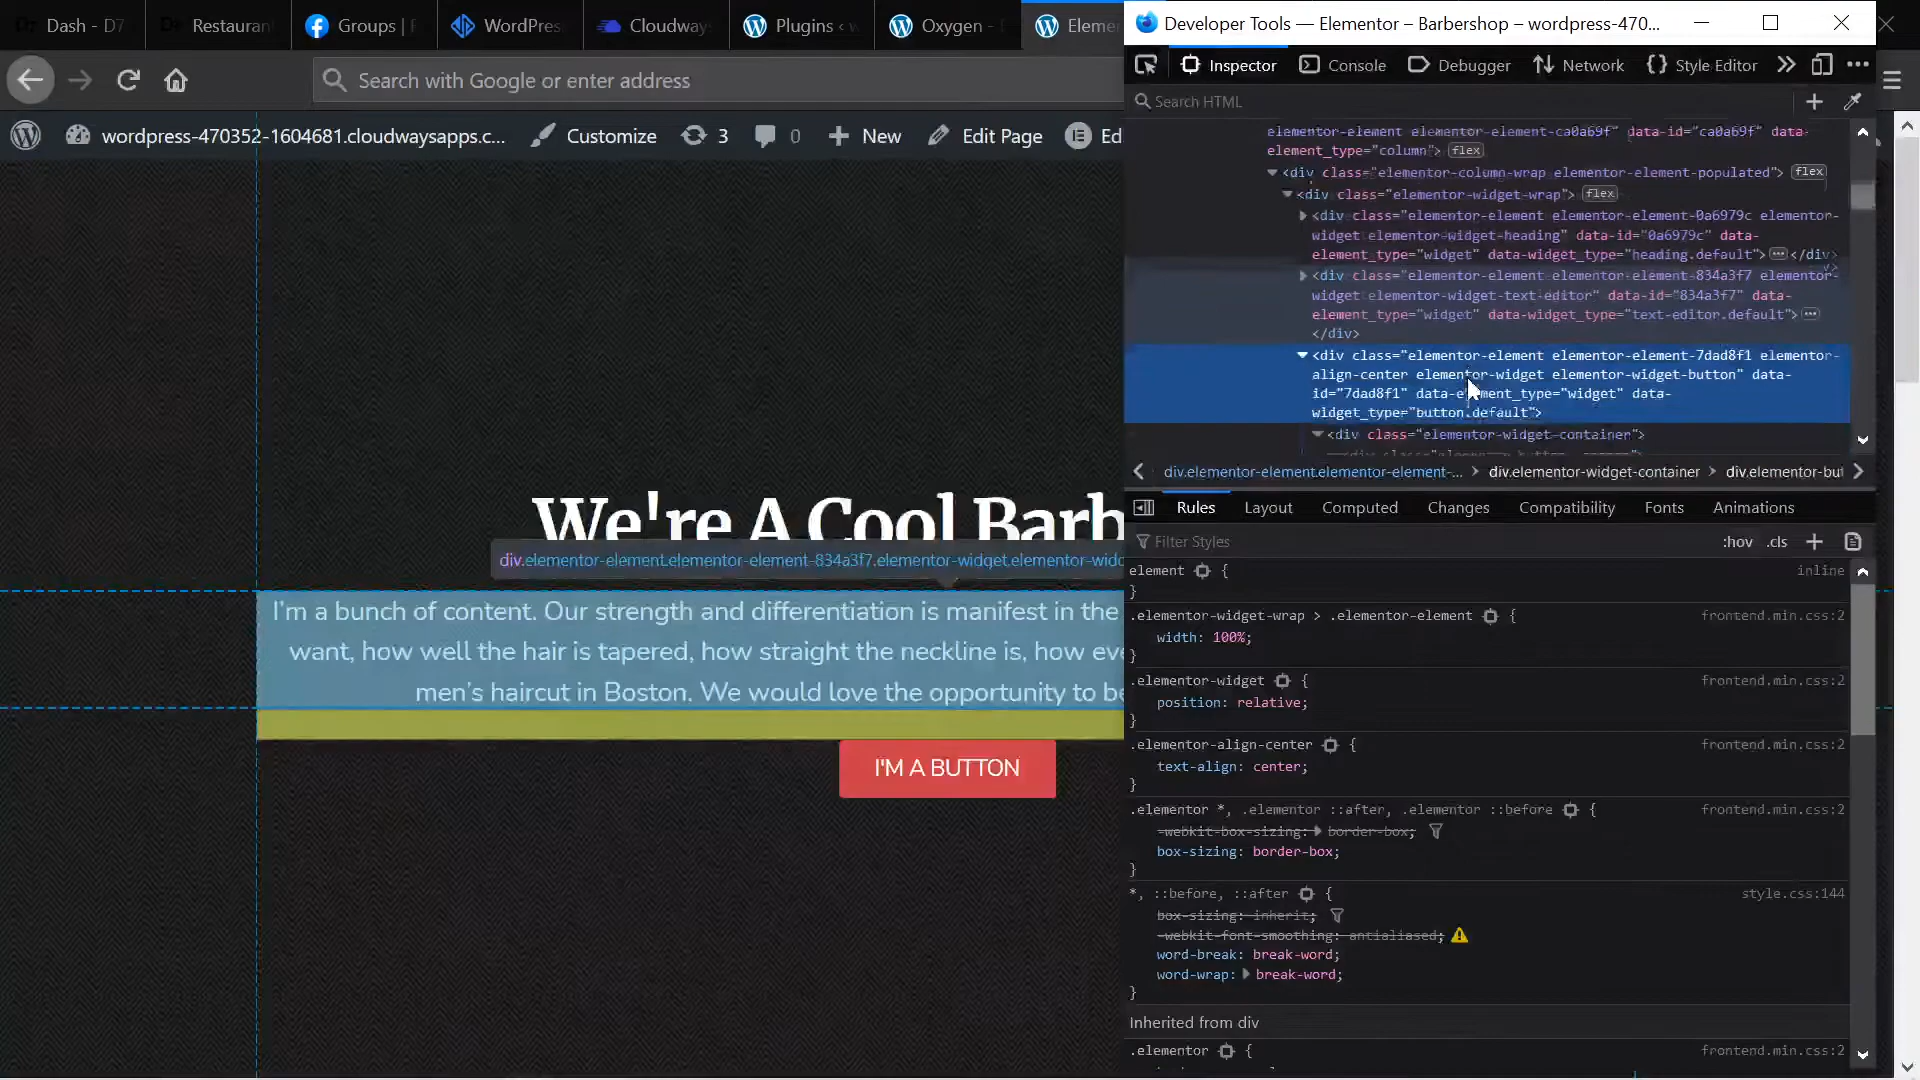 Dash - D7
Restauran
Groups | F
WordPres
Cloudway
Plugins ‹ w
Oxygen -
Eleme
Developer Tools — Elementor – Barbershop – wordpress-470...
Search with Google or enter address
Inspector
Console
Debugger
Network
Style Editor
Search HTML
wordpress-470352-1604681.cloudwaysapps.c...
Customize
3
0
New
Edit Page
Ed
elementor-element elementor-element-ca0a69f" data-id="ca0a69f" data-
element_type="column"> flex
<div class="elementor-column-wrap elementor-element-populated"> flex
<div class="elementor-widget-wrap"> flex
<div class="elementor-element elementor-element-0a6979c elementor-
widget elementor-widget-heading" data-id="0a6979c" data-
element_type="widget" data-widget_type="heading.default"> </div>
<div class="elementor-element elementor-element-834a3f7 elementor-
widget elementor-widget-text-editor" data-id="834a3f7" data-
element_type="widget" data-widget_type="text-editor.default">
</div>
<div class="elementor-element elementor-element-7dad8f1 elementor-
align-center elementor-widget elementor-widget-button" data-
id="7dad8f1" data-element_type="widget" data-
widget_type="button.default">
<div class="elementor-widget-container">
div.elementor-element.elementor-element-...
div.elementor-widget-container
div.elementor-but
Rules
Layout
Computed
Changes
Compatibility
Fonts
Animations
Filter Styles
:hov
.cls
element {
inline
}
.elementor-widget-wrap > .elementor-element {
frontend.min.css:2
width: 100%;
}
.elementor-widget {
frontend.min.css:2
position: relative;
}
.elementor-align-center {
frontend.min.css:2
text-align: center;
}
.elementor *, .elementor ::after, .elementor ::before {
frontend.min.css:2
-webkit-box-sizing: border-box;
box-sizing: border-box;
}
*, ::before, ::after {
style.css:144
box-sizing: inherit;
-webkit-font-smoothing: antialiased;
word-break: break-word;
word-wrap: break-word;
}
Inherited from div
.elementor {
frontend.min.css:2
We're A Cool Barb
div.elementor-element.elementor-element-834a3f7.elementor-widget.elementor-widg
I'm a bunch of content. Our strength and differentiation is manifest in the
want, how well the hair is tapered, how straight the neckline is, how eve
men's haircut in Boston. We would love the opportunity to be
I'M A BUTTON